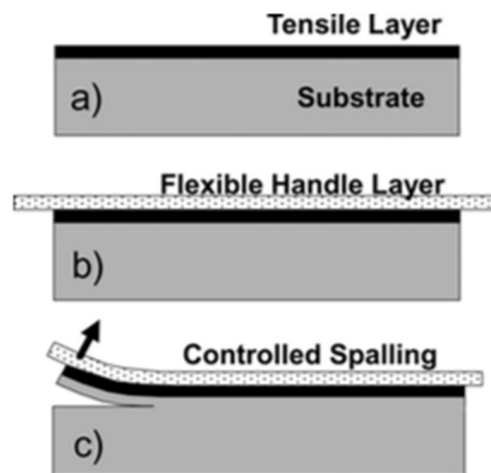 Tensile Layer
a)
Substrate
Flexible Handle Layer
b)
Controlled Spalling
c)